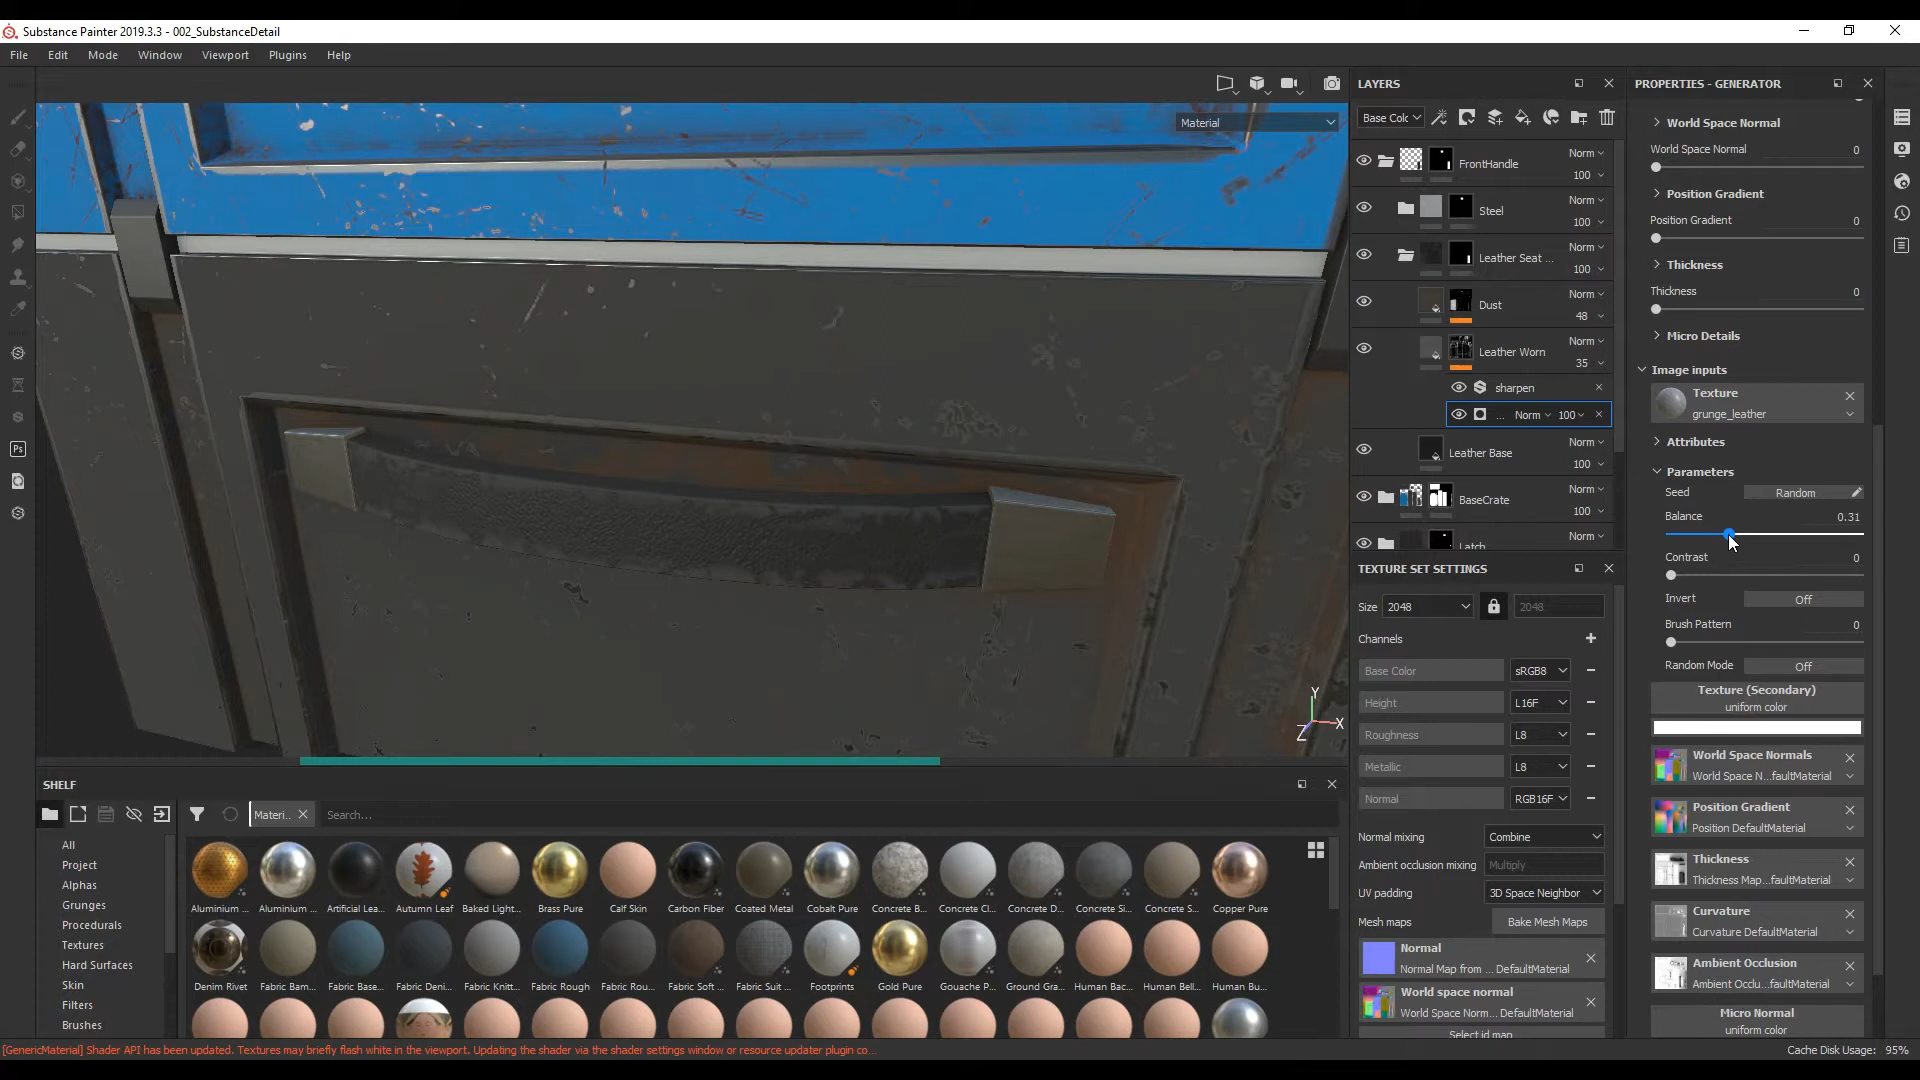 Substance Painter 2019.3.3 - 002_SubstanceDetail
File Edit Mode Window Viewport Plugins Help
Material
Y
X
Z
LAYERS
Base Colc
FrontHandle Norm 100
Steel Norm 100
Leather Seat ... Norm 100
Dust Norm 48
Leather Worn Norm 35
sharpen
... Norm 100
Leather Base Norm 100
BaseCrate Norm 100
Latch Norm
TEXTURE SET SETTINGS
Size 2048 2048
Channels
Base Color sRGB8
Height L16F
Roughness L8
Metallic L8
Normal RGB16F
Normal mixing Combine
Ambient occlusion mixing Multiply
UV padding 3D Space Neighbor
Mesh maps Bake Mesh Maps
Normal
Normal Map from ... DefaultMaterial
World space normal
World Space Norm... DefaultMaterial
Select id map
PROPERTIES - GENERATOR
World Space Normal
World Space Normal 0
Position Gradient
Position Gradient 0
Thickness
Thickness 0
Micro Details
Image inputs
Texture
grunge_leather
Attributes
Parameters
Seed Random
Balance 0.31
Contrast 0
Invert Off
Brush Pattern 0
Random Mode Off
Texture (Secondary)
uniform color
World Space Normals
World Space N...faultMaterial
Position Gradient
Position DefaultMaterial
Thickness
Thickness Map...faultMaterial
Curvature
Curvature DefaultMaterial
Ambient Occlusion
Ambient Occlu...faultMaterial
Micro Normal
uniform color
SHELF
Materi.. Search...
All
Project
Alphas
Grunges
Procedurals
Textures
Hard Surfaces
Skin
Filters
Brushes
Aluminium ... Aluminium ... Artificial Lea... Autumn Leaf Baked Light... Brass Pure Calf Skin Carbon Fiber Coated Metal Cobalt Pure Concrete B... Concrete Cl... Concrete D... Concrete Si... Concrete S... Copper Pure
Denim Rivet Fabric Bam... Fabric Base... Fabric Deni... Fabric Knitt... Fabric Rough Fabric Rou... Fabric Soft ... Fabric Suit ... Footprints Gold Pure Gouache P... Ground Gra... Human Bac... Human Bell... Human Bu...
[GenericMaterial] Shader API has been updated. Textures may briefly flash white in the viewport. Updating the shader via the shader settings window or resource updater plugin co...
Cache Disk Usage: 95%